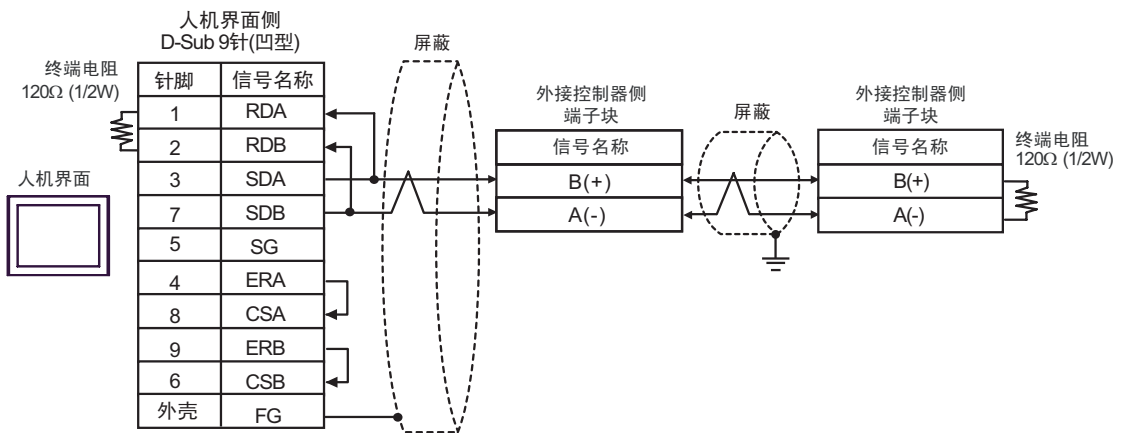 人机界面侧
D-Sub 9针(凹型)
屏蔽
终端电阻
120Ω (1/2W)
针脚 信号名称
1 RDA
2 RDB
3 SDA
7 SDB
5 SG
4 ERA
8 CSA
9 ERB
6 CSB
外壳 FG
人机界面
外接控制器侧
端子块
信号名称
B(+)
A(-)
屏蔽
外接控制器侧
端子块
信号名称
B(+)
A(-)
终端电阻
120Ω (1/2W)